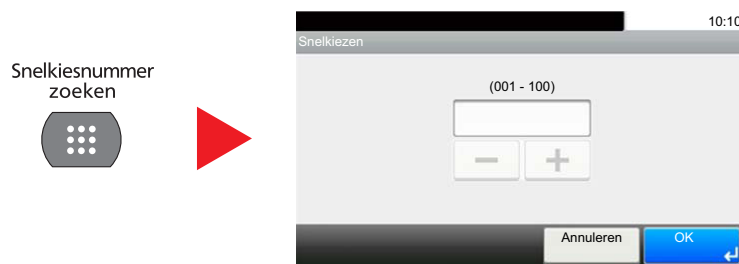 Snelkiesnummer
zoeken
10:10
Snelkiezen
(001 - 100)
Annuleren
OK